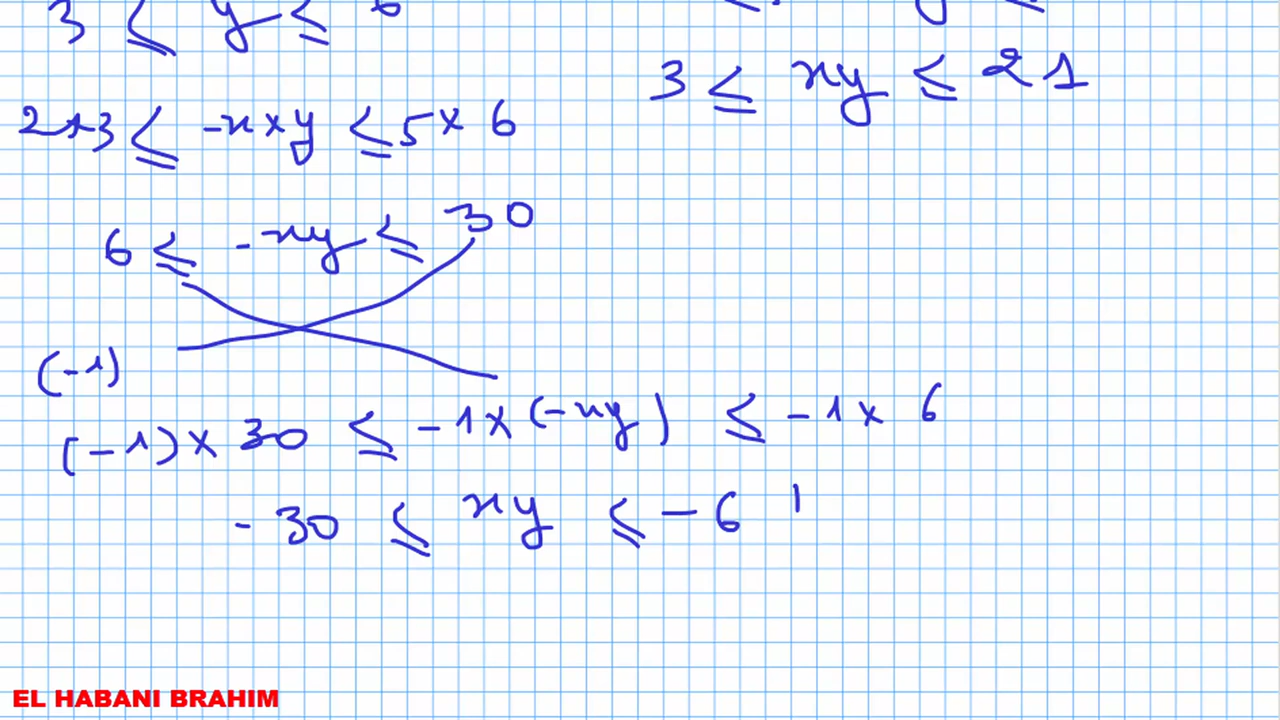 3 ≤ y ≤ 6
3 ≤ xy ≤ 21
2×3 ≤ -x×y ≤ 5×6
6 ≤ -xy ≤ 30
(-1)
(-1)× 30 ≤ -1×(-xy) ≤ -1× 6
-30 ≤ xy ≤ -6
EL HABANI BRAHIM